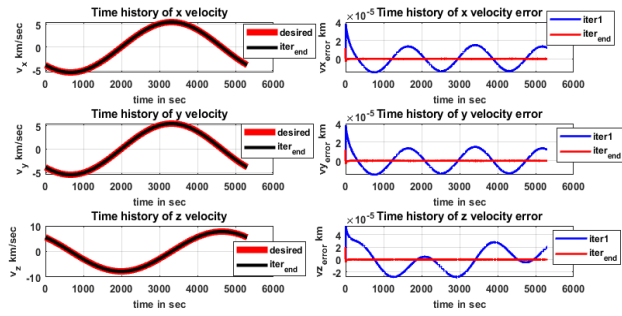 Time history of x velocity
v_x km/sec
5
0
-5
0 1000 2000 3000 4000 5000 6000
time in sec
desired
iter_end
Time history of x velocity error
×10^-5
vx_error km
4
2
0
0 1000 2000 3000 4000 5000 6000
time in sec
iter1
iter_end
Time history of y velocity
v_y km/sec
5
0
-5
0 1000 2000 3000 4000 5000 6000
time in sec
desired
iter_end
Time history of y velocity error
×10^-5
vy_error km
4
2
0
0 1000 2000 3000 4000 5000 6000
time in sec
iter1
iter_end
Time history of z velocity
v_z km/sec
10
0
-10
0 1000 2000 3000 4000 5000 6000
time in sec
desired
iter_end
Time history of z velocity error
×10^-5
vz_error km
4
2
0
-2
0 1000 2000 3000 4000 5000 6000
time in sec
iter1
iter_end